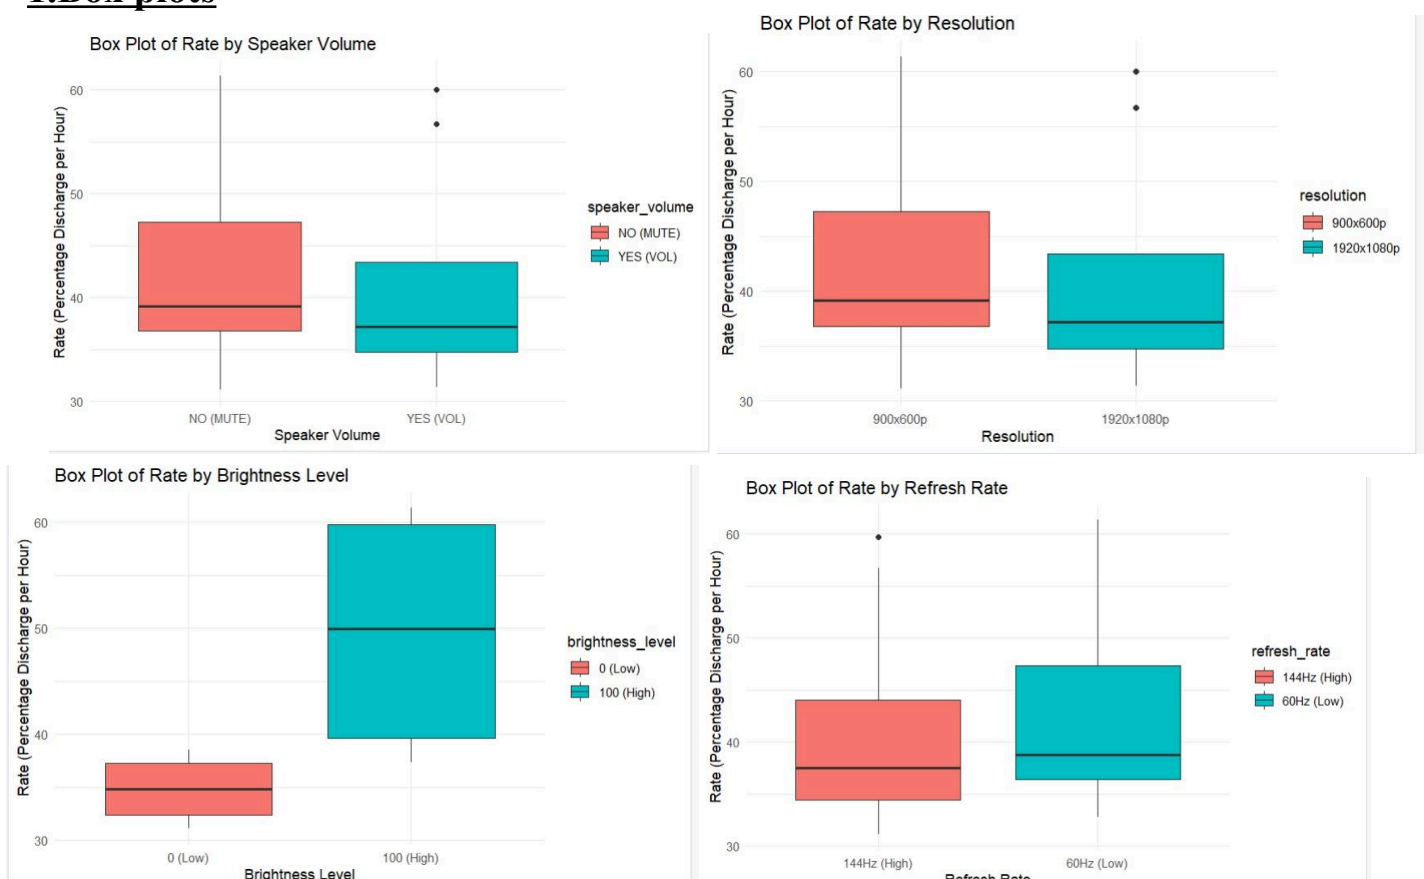 1.Box plots
Box Plot of Rate by Speaker Volume
Rate (Percentage Discharge per Hour)
60
50
40
30
NO (MUTE)
YES (VOL)
Speaker Volume
speaker_volume
NO (MUTE)
YES (VOL)
Box Plot of Rate by Resolution
Rate (Percentage Discharge per Hour)
60
50
40
30
900x600p
1920x1080p
Resolution
resolution
900x600p
1920x1080p
Box Plot of Rate by Brightness Level
Rate (Percentage Discharge per Hour)
60
50
40
30
0 (Low)
100 (High)
Brightness Level
brightness_level
0 (Low)
100 (High)
Box Plot of Rate by Refresh Rate
Rate (Percentage Discharge per Hour)
60
50
40
30
144Hz (High)
60Hz (Low)
Refresh Rate
refresh_rate
144Hz (High)
60Hz (Low)